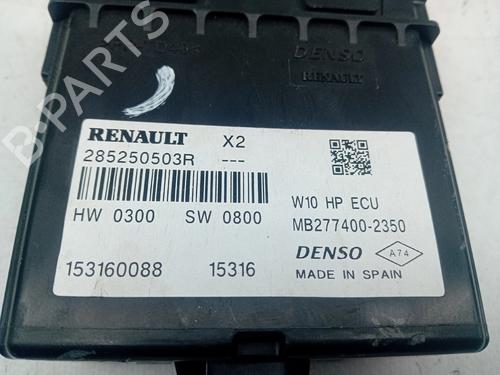 DENSO
RENAULT
RENAULT X2
285250503R ---
HW 0300 SW 0800
W10 HP ECU
MB277400-2350
DENSO A74
153160088 15316
MADE IN SPAIN
B-PARTS